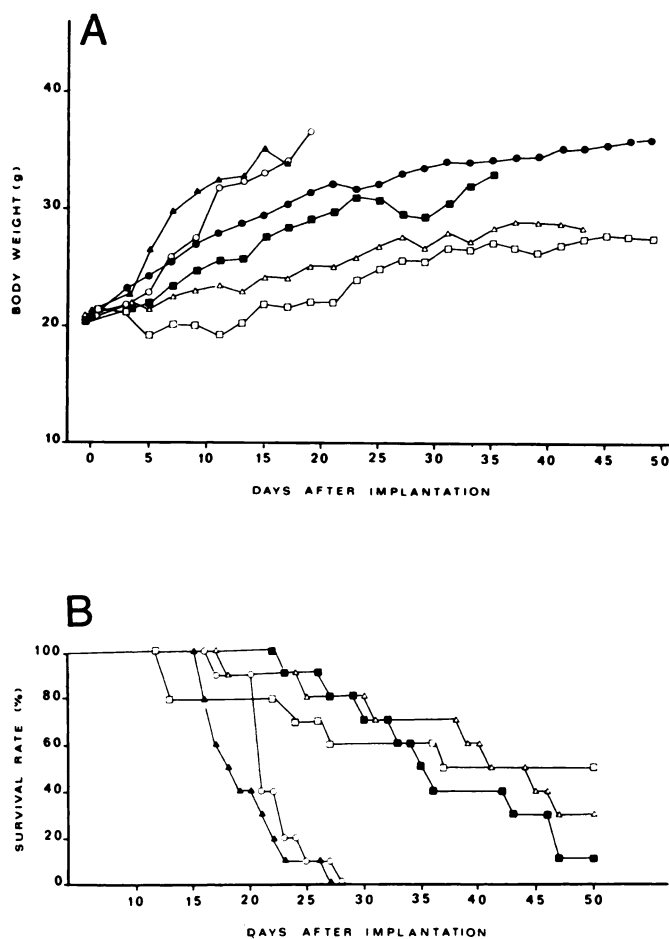 A
40
30
20
10
BODY WEIGHT (g)
0 5 10 15 20 25 30 35 40 45 50
DAYS AFTER IMPLANTATION
B
100
80
60
40
20
0
SURVIVAL RATE (%)
10 15 20 25 30 35 40 45 50
DAYS AFTER IMPLANTATION